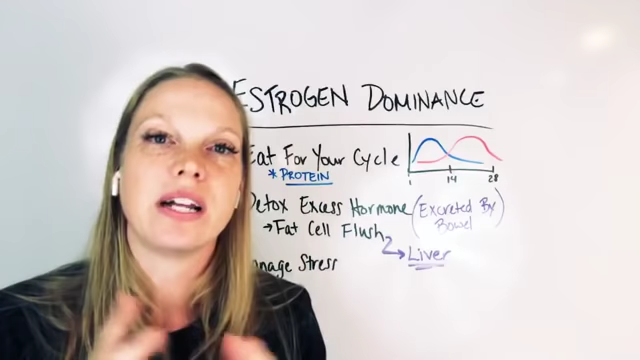 ESTROGEN DOMINANCE
Eat For Your Cycle
* PROTEIN
1 14 28
Detox Excess Hormone (Excreted By
Bowel)
→ Fat Cell Flush 2 → Liver
Stress